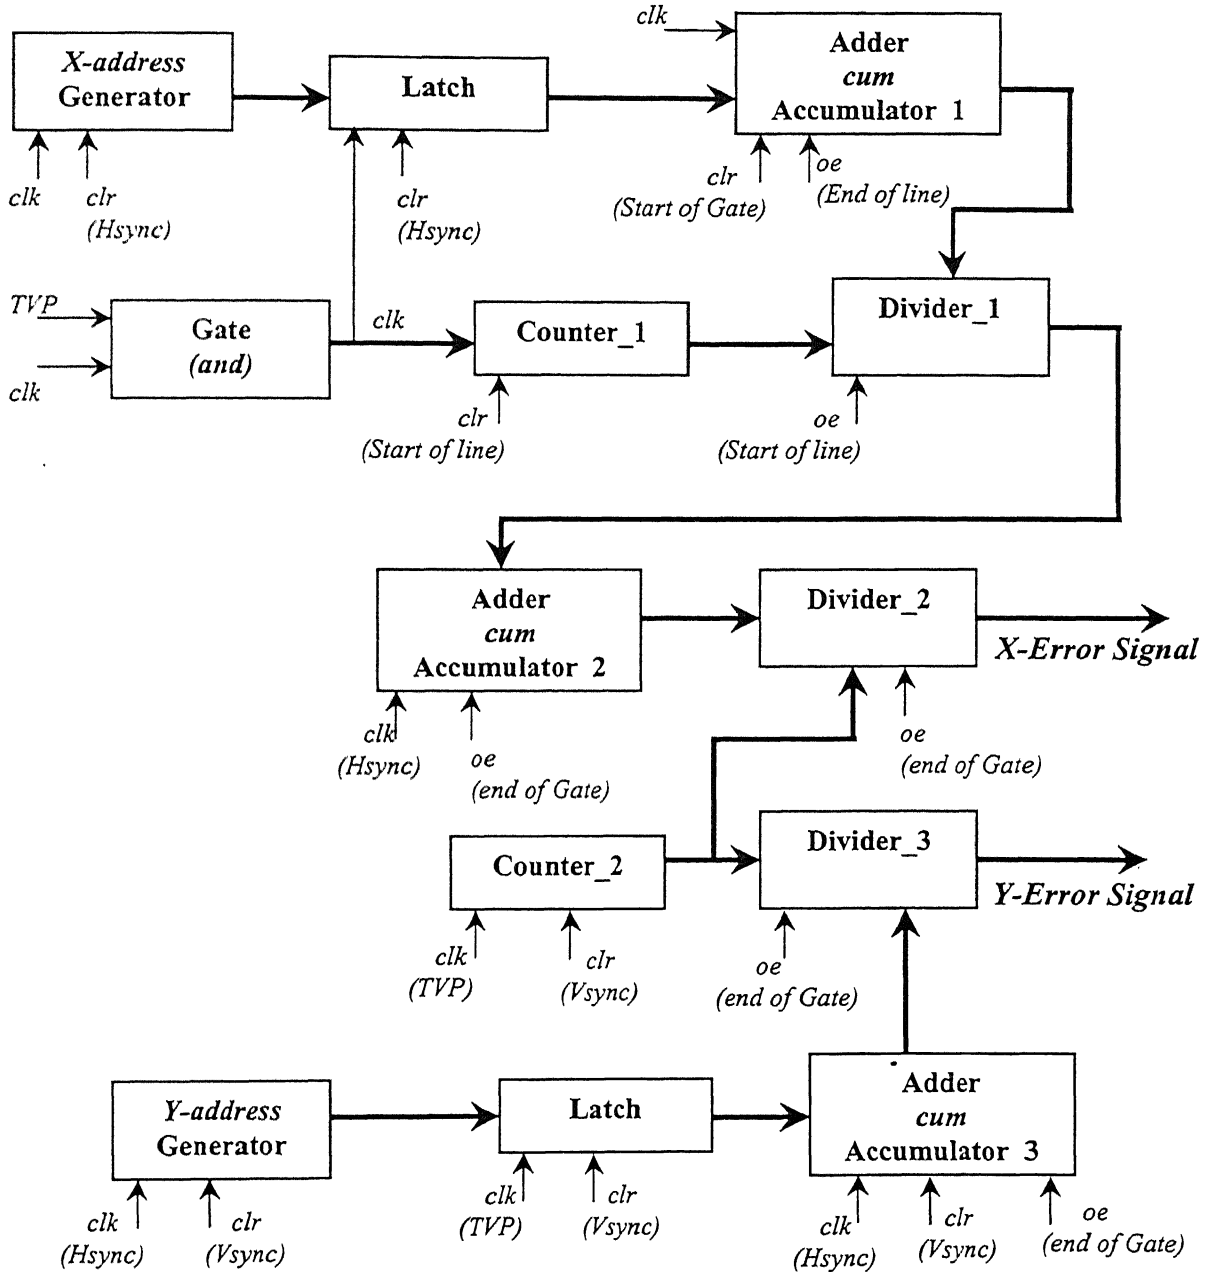 clk
Adder
cum
Accumulator 1
X-address
Generator
Latch
clk
clr
(Hsync)
clr
(Hsync)
clr
(Start of Gate)
oe
(End of line)
TVP
clk
Gate
(and)
clk
Counter_1
Divider_1
clr
(Start of line)
oe
(Start of line)
Adder
cum
Accumulator 2
Divider_2
X-Error Signal
clk
(Hsync)
oe
(end of Gate)
oe
(end of Gate)
Counter_2
Divider_3
Y-Error Signal
clk
(TVP)
clr
(Vsync)
oe
(end of Gate)
Y-address
Generator
Latch
Adder
cum
Accumulator 3
clk
(Hsync)
clr
(Vsync)
clk
(TVP)
clr
(Vsync)
clk
(Hsync)
clr
(Vsync)
oe
(end of Gate)